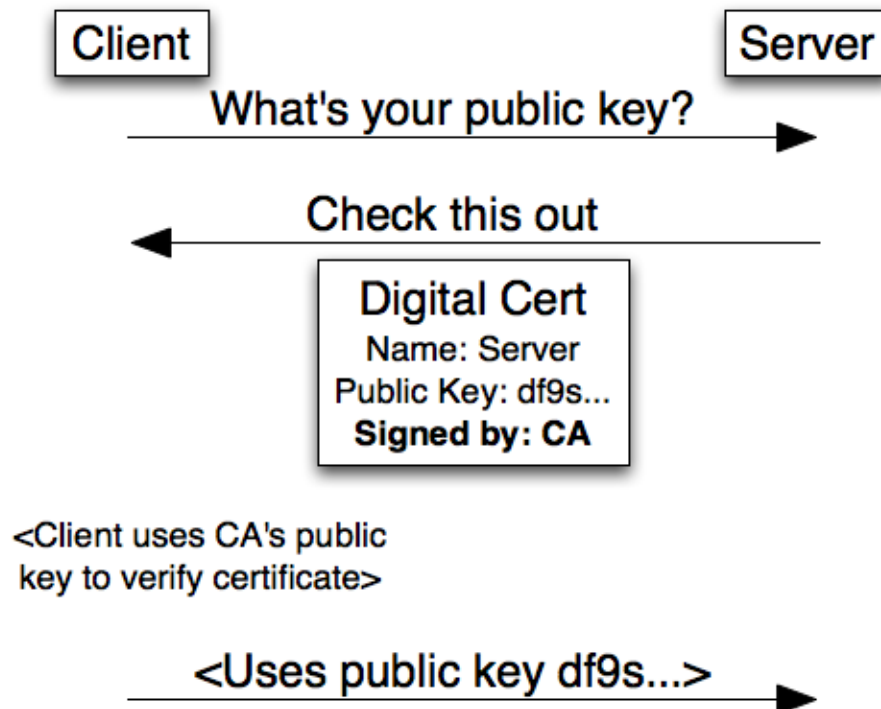 Client
Server
What's your public key?
Check this out
Digital Cert
Name: Server
Public Key: df9s...
Signed by: CA
<Client uses CA's public
key to verify certificate>
<Uses public key df9s...>